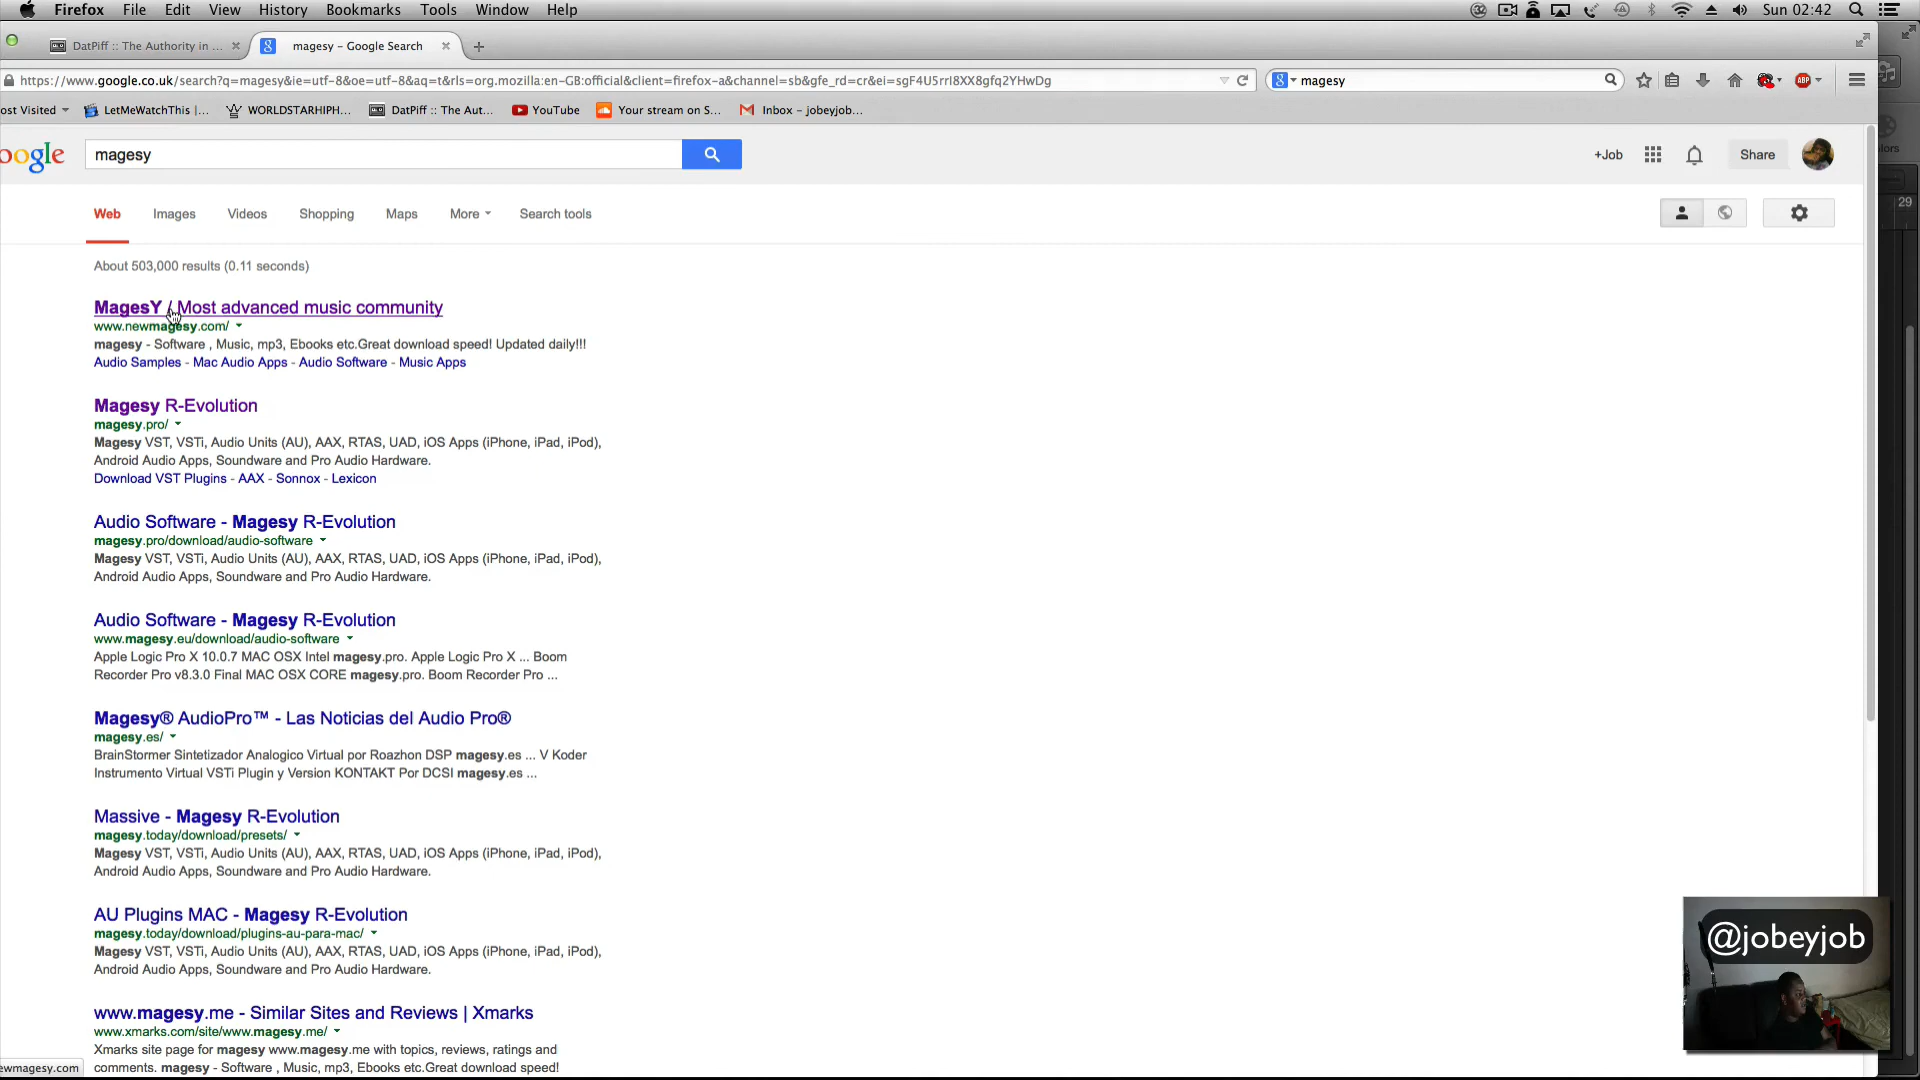 Firefox File Edit View History Bookmarks Tools Window Help Sun 02:42
DatPiff :: The Authority in ... magesy - Google Search
https://www.google.co.uk/search?q=magesy&ie=utf-8&oe=utf-8&aq=t&rls=org.mozilla:en-GB:official&client=firefox-a&channel=sb&gfe_rd=cr&ei=sgF4U5rrI8XX8gfq2YHwDg magesy
ost Visited LetMeWatchThis |... WORLDSTARHIPH... DatPiff :: The Aut... YouTube Your stream on S... Inbox – jobeyjob...
oogle magesy +Job Share
Web Images Videos Shopping Maps More Search tools
29
About 503,000 results (0.11 seconds)
MagesY / Most advanced music community
www.newmagesy.com/
magesy - Software , Music, mp3, Ebooks etc.Great download speed! Updated daily!!!
Audio Samples - Mac Audio Apps - Audio Software - Music Apps
Magesy R-Evolution
magesy.pro/
Magesy VST, VSTi, Audio Units (AU), AAX, RTAS, UAD, iOS Apps (iPhone, iPad, iPod),
Android Audio Apps, Soundware and Pro Audio Hardware.
Download VST Plugins - AAX - Sonnox - Lexicon
Audio Software - Magesy R-Evolution
magesy.pro/download/audio-software
Magesy VST, VSTi, Audio Units (AU), AAX, RTAS, UAD, iOS Apps (iPhone, iPad, iPod),
Android Audio Apps, Soundware and Pro Audio Hardware.
Audio Software - Magesy R-Evolution
www.magesy.eu/download/audio-software
Apple Logic Pro X 10.0.7 MAC OSX Intel magesy.pro. Apple Logic Pro X ... Boom
Recorder Pro v8.3.0 Final MAC OSX CORE magesy.pro. Boom Recorder Pro ...
Magesy® AudioPro™ - Las Noticias del Audio Pro®
magesy.es/
BrainStormer Sintetizador Analogico Virtual por Roazhon DSP magesy.es ... V Koder
Instrumento Virtual VSTi Plugin y Version KONTAKT Por DCSI magesy.es ...
Massive - Magesy R-Evolution
magesy.today/download/presets/
Magesy VST, VSTi, Audio Units (AU), AAX, RTAS, UAD, iOS Apps (iPhone, iPad, iPod),
Android Audio Apps, Soundware and Pro Audio Hardware.
AU Plugins MAC - Magesy R-Evolution
magesy.today/download/plugins-au-para-mac/
Magesy VST, VSTi, Audio Units (AU), AAX, RTAS, UAD, iOS Apps (iPhone, iPad, iPod),
Android Audio Apps, Soundware and Pro Audio Hardware.
@jobeyjob
www.magesy.me - Similar Sites and Reviews | Xmarks
www.xmarks.com/site/www.magesy.me/
Xmarks site page for magesy www.magesy.me with topics, reviews, ratings and
comments. magesy - Software , Music, mp3, Ebooks etc.Great download speed!
ewmagesy.com